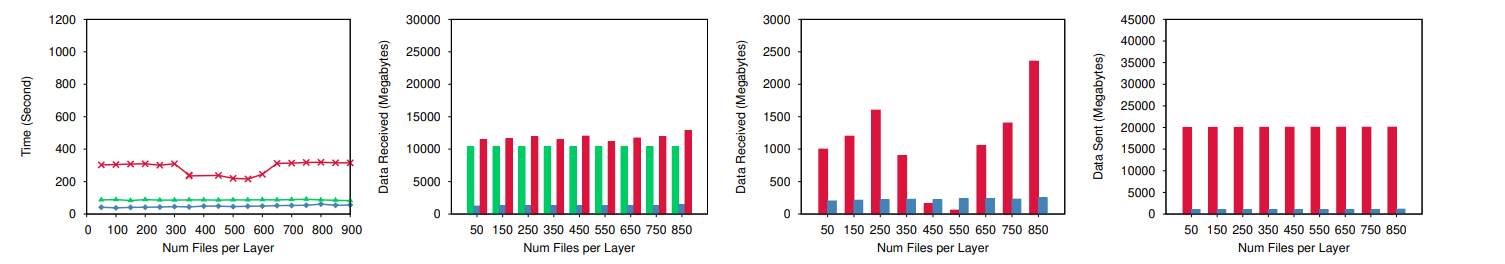 Time (Second)
1200
1000
800
600
400
200
0
0 100 200 300 400 500 600 700 800 900
Num Files per Layer
Data Received (Megabytes)
30000
25000
20000
15000
10000
5000
0
50 150 250 350 450 550 650 750 850
Num Files per Layer
Data Received (Megabytes)
3000
2500
2000
1500
1000
500
0
50 150 250 350 450 550 650 750 850
Num Files per Layer
Data Sent (Megabytes)
45000
40000
35000
30000
25000
20000
15000
10000
5000
0
50 150 250 350 450 550 650 750 850
Num Files per Layer